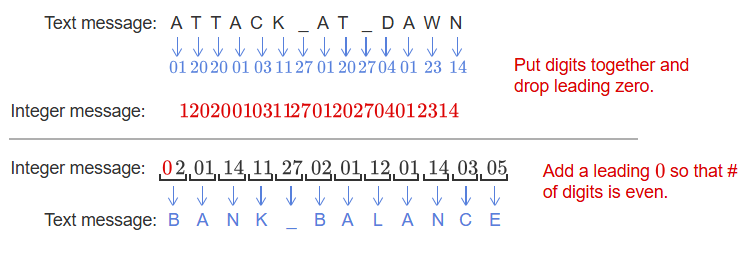 Text message: A T T A C K _ A T _ D A W N
01 20 20 01 03 11 27 01 20 27 04 01 23 14
Put digits together and
drop leading zero.
Integer message: 120200103112701202704012314
Integer message: 02 01 14 11 27 02 01 12 01 14 03 05
Add a leading 0 so that #
of digits is even.
Text message: B A N K _ B A L A N C E